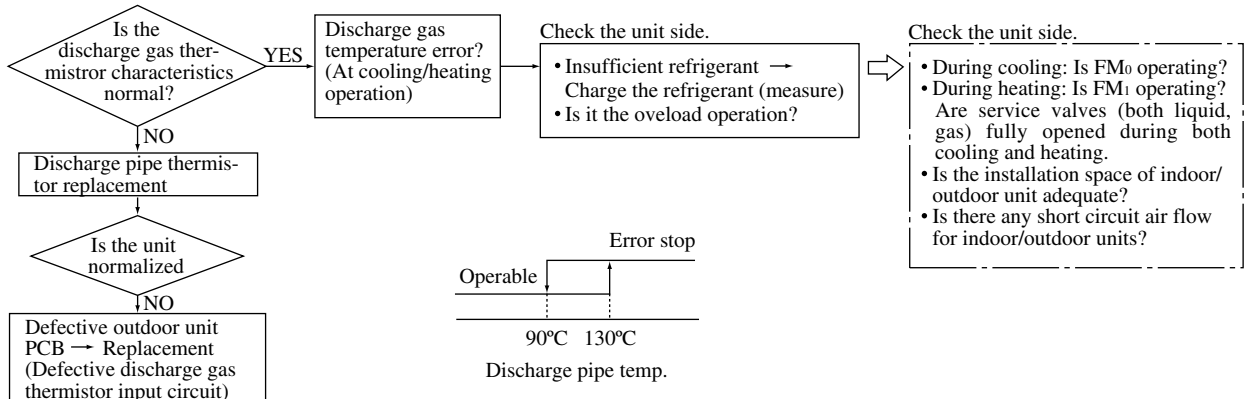 Is the
discharge gas ther-
mistror characteristics
normal?
YES
NO
Discharge gas
temperature error?
(At cooling/heating
operation)
Check the unit side.
• Insufficient refrigerant →
Charge the refrigerant (measure)
• Is it the oveload operation?
Check the unit side.
• During cooling: Is FM0 operating?
• During heating: Is FM1 operating?
Are service valves (both liquid,
gas) fully opened during both
cooling and heating.
• Is the installation space of indoor/
outdoor unit adequate?
• Is there any short circuit air flow
for indoor/outdoor units?
Discharge pipe thermis-
tor replacement
Is the unit
normalized
NO
Defective outdoor unit
PCB → Replacement
(Defective discharge gas
thermistor input circuit)
Error stop
Operable
90ºC 130ºC
Discharge pipe temp.